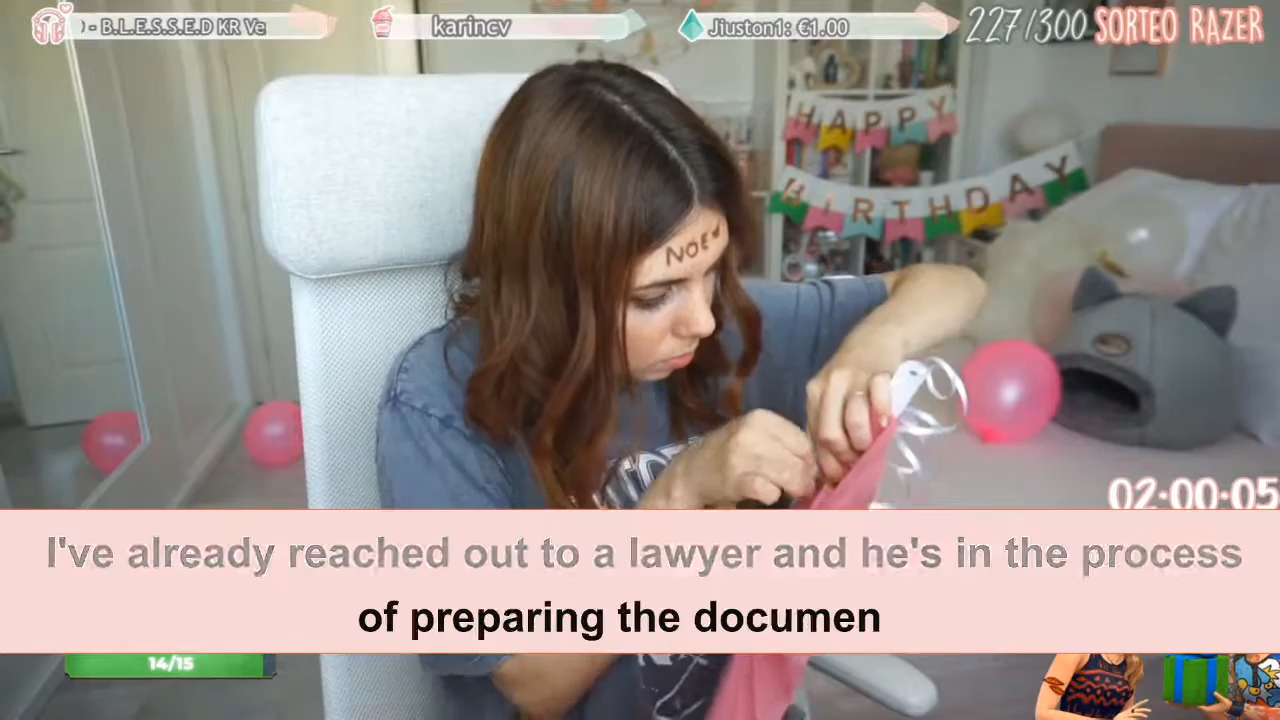 - B.L.E.S.S.E.D KR Ve
karincv
Jiuston1: €1.00
227/300 SORTEO RAZER
HAPPY
BIRTHDAY
02:00:05
I've already reached out to a lawyer and he's in the process
of preparing the documen
14/15